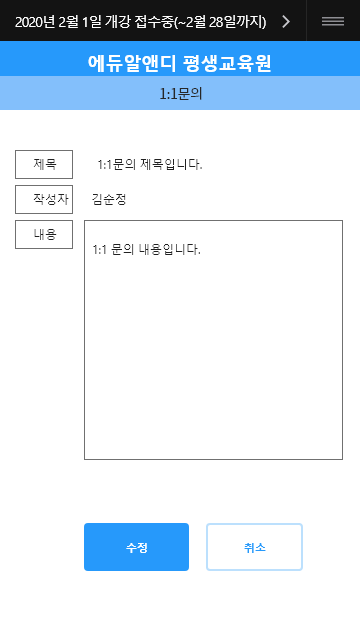 2020년 2월 1일 개강 접수중(~2월 28일까지)
에듀알앤디 평생교육원
1:1문의
제목 1:1문의 제목입니다.
작성자 김순정
내용
1:1 문의 내용입니다.
수정 취소